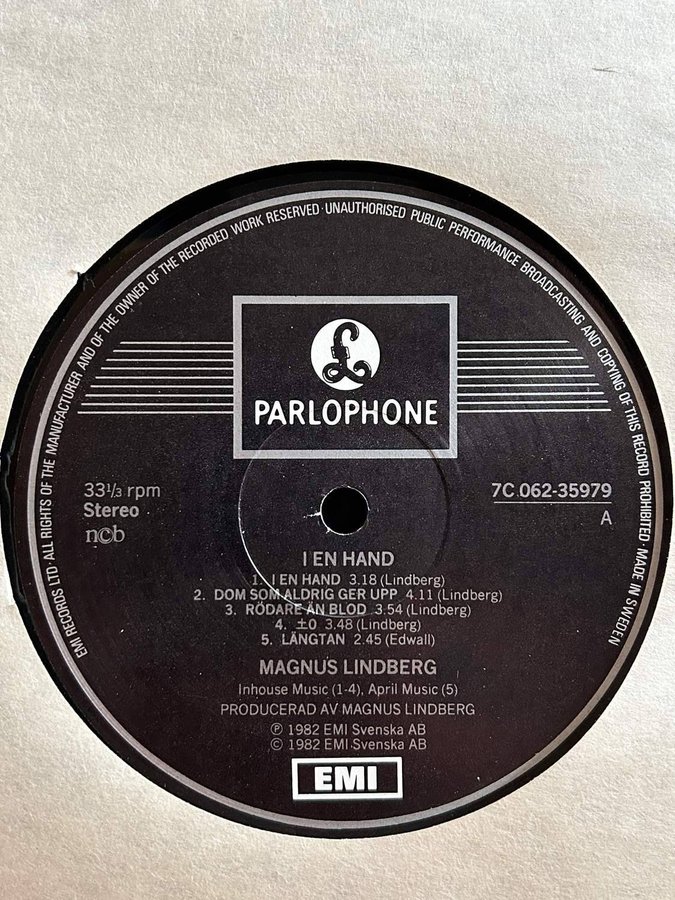 EMI RECORDS LTD · ALL RIGHTS OF THE MANUFACTURER AND OF THE OWNER OF THE RECORDED WORK RESERVED · UNAUTHORISED PUBLIC PERFORMANCE BROADCASTING AND COPYING OF THIS RECORD PROHIBITED · MADE IN SWEDEN
£
PARLOPHONE
33 1/3 rpm
Stereo
ncb
7C 062-35979
A
I EN HAND
1. I EN HAND 3.18 (Lindberg)
2. DOM SOM ALDRIG GER UPP 4.11 (Lindberg)
3. RÖDARE ÄN BLOD 3.54 (Lindberg)
4. ±0 3.48 (Lindberg)
5. LÄNGTAN 2.45 (Edwall)
MAGNUS LINDBERG
Inhouse Music (1-4), April Music (5)
PRODUCERAD AV MAGNUS LINDBERG
℗ 1982 EMI Svenska AB
© 1982 EMI Svenska AB
EMI